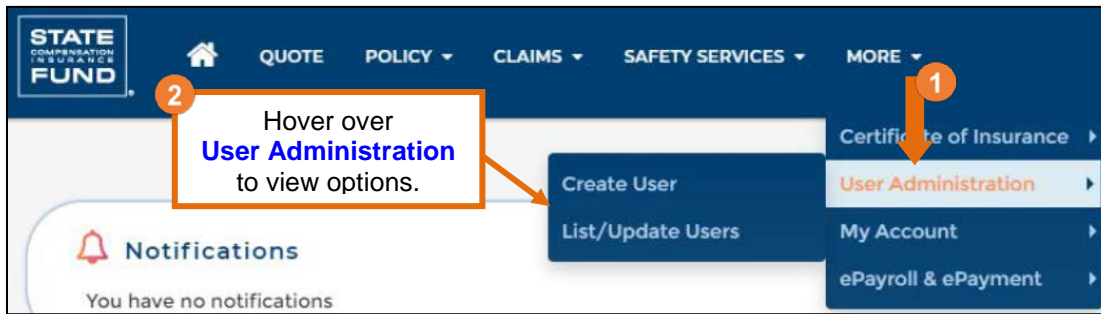 STATE
COMPENSATION
INSURANCE
FUND
QUOTE
POLICY
CLAIMS
SAFETY SERVICES
MORE
1
2
Hover over
User Administration
to view options.
Certificate of Insurance
Create User
User Administration
List/Update Users
My Account
ePayroll & ePayment
Notifications
You have no notifications